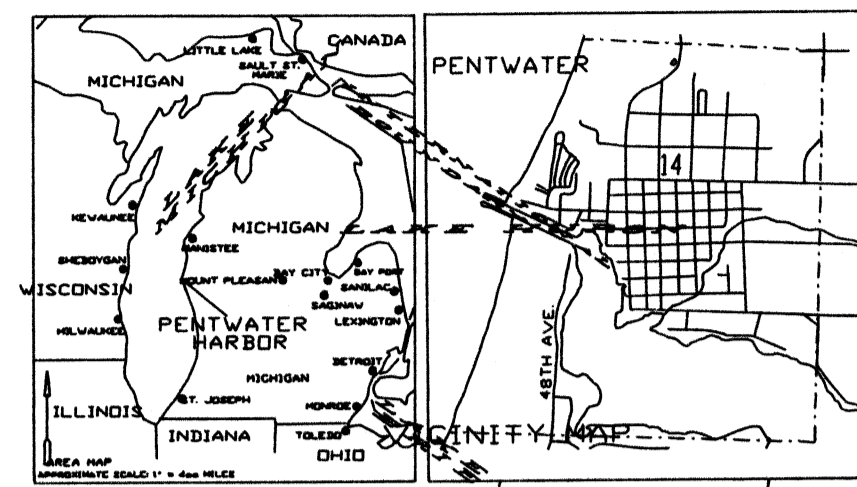 LITTLE LAKE
CANADA
SAULT ST.
MARIE
MICHIGAN
KEWAUNEE
MICHIGAN
MANISTEE
SHEBOYGAN
MOUNT PLEASANT
BAY CITY
BAY PORT
WISCONSIN
SANILAC
SAGINAW
LEXINGTON
MILWAUKEE
PENTWATER
HARBOR
DETROIT
MICHIGAN
ST. JOSEPH
MONROE
ILLINOIS
INDIANA
TOLEDO
OHIO
AREA MAP
APPROXIMATE SCALE: 1" = 400 MILES
PENTWATER
14
48TH AVE.
VICINITY MAP